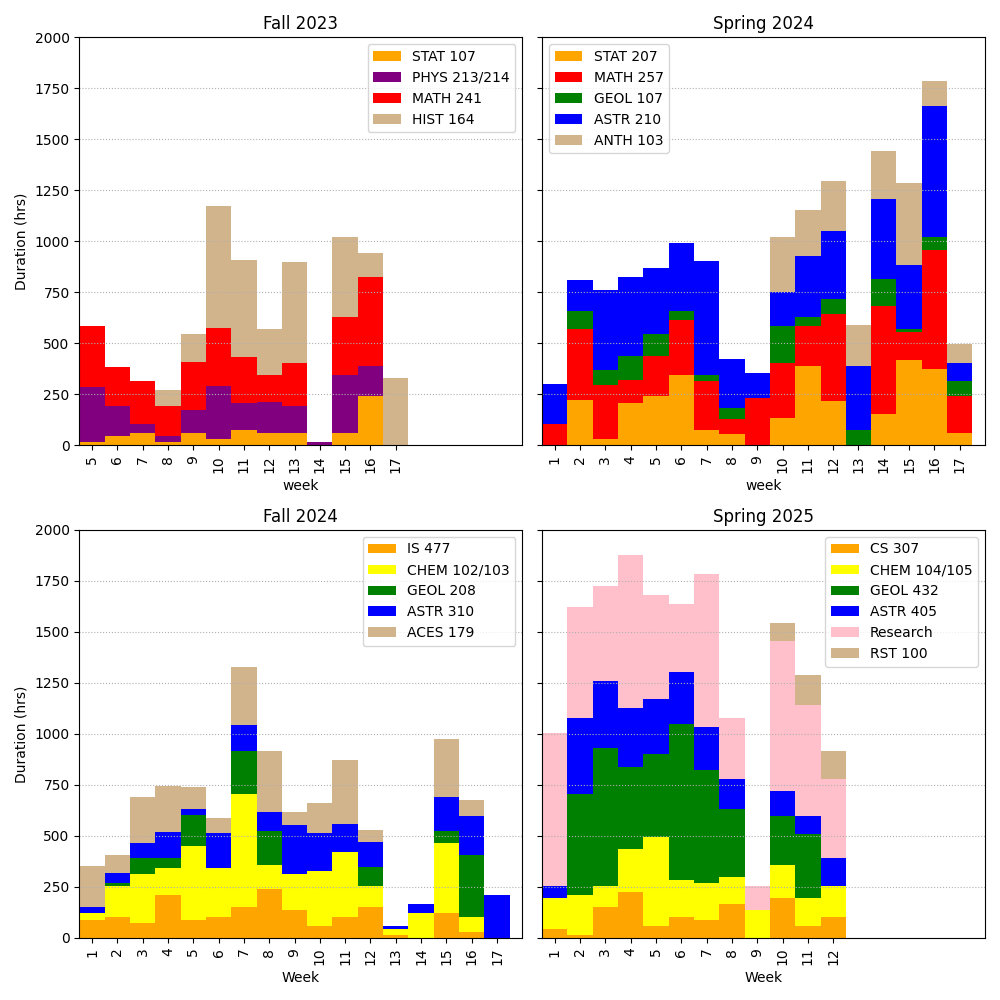 Fall 2023
Spring 2024
2000
1750
1500
1250
1000
750
500
250
0
Duration (hrs)
STAT 107
PHYS 213/214
MATH 241
HIST 164
STAT 207
MATH 257
GEOL 107
ASTR 210
ANTH 103
5 6 7 8 9 10 11 12 13 14 15 16 17
week
1 2 3 4 5 6 7 8 9 10 11 12 13 14 15 16 17
week
Fall 2024
Spring 2025
2000
1750
1500
1250
1000
750
500
250
0
Duration (hrs)
IS 477
CHEM 102/103
GEOL 208
ASTR 310
ACES 179
CS 307
CHEM 104/105
GEOL 432
ASTR 405
Research
RST 100
1 2 3 4 5 6 7 8 9 10 11 12 13 14 15 16 17
Week
1 2 3 4 5 6 7 8 9 10 11 12
Week